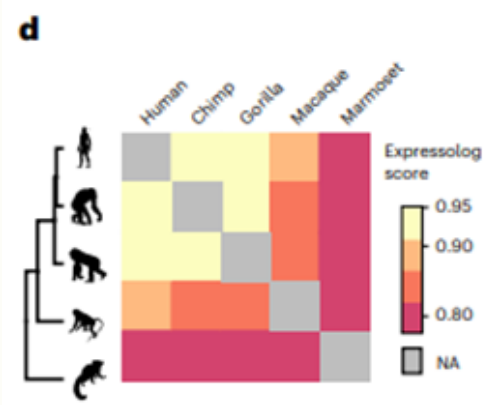 d
Human
Chimp
Gorilla
Macaque
Marmoset
Expressolog
score
0.95
0.90
0.80
NA